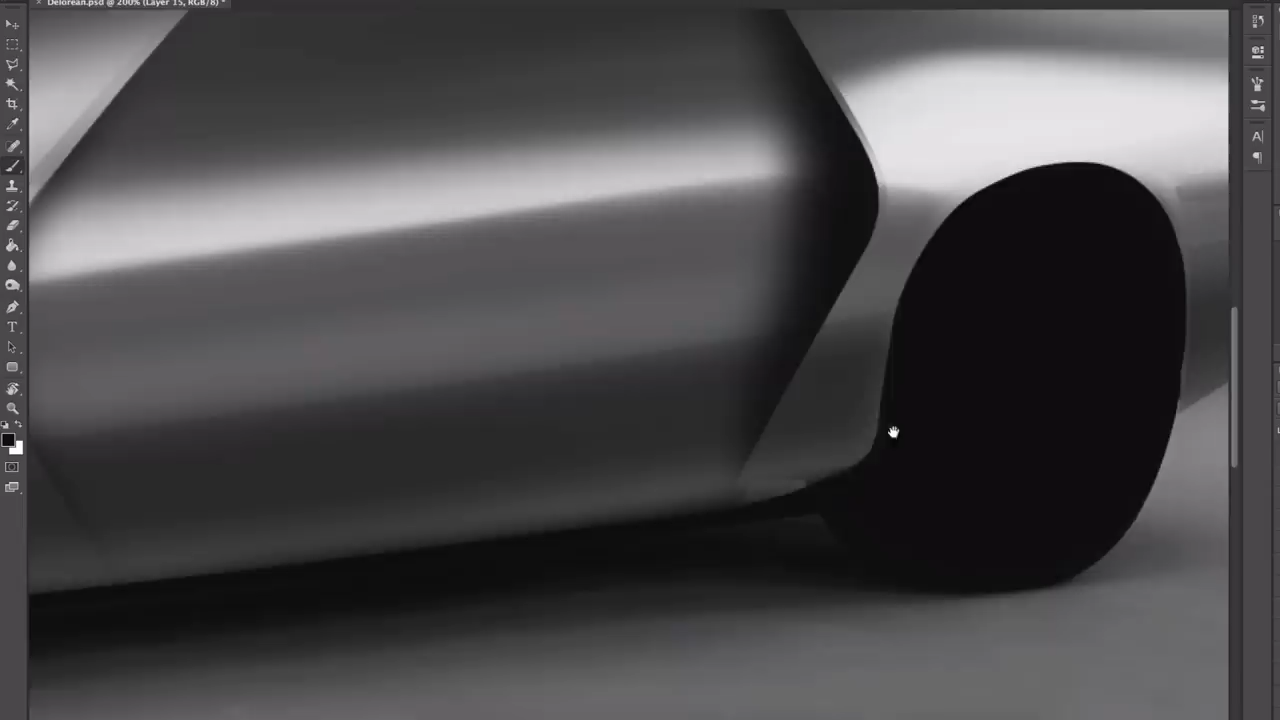 × Delorean.psd @ 200% (Layer 15, RGB/8) *